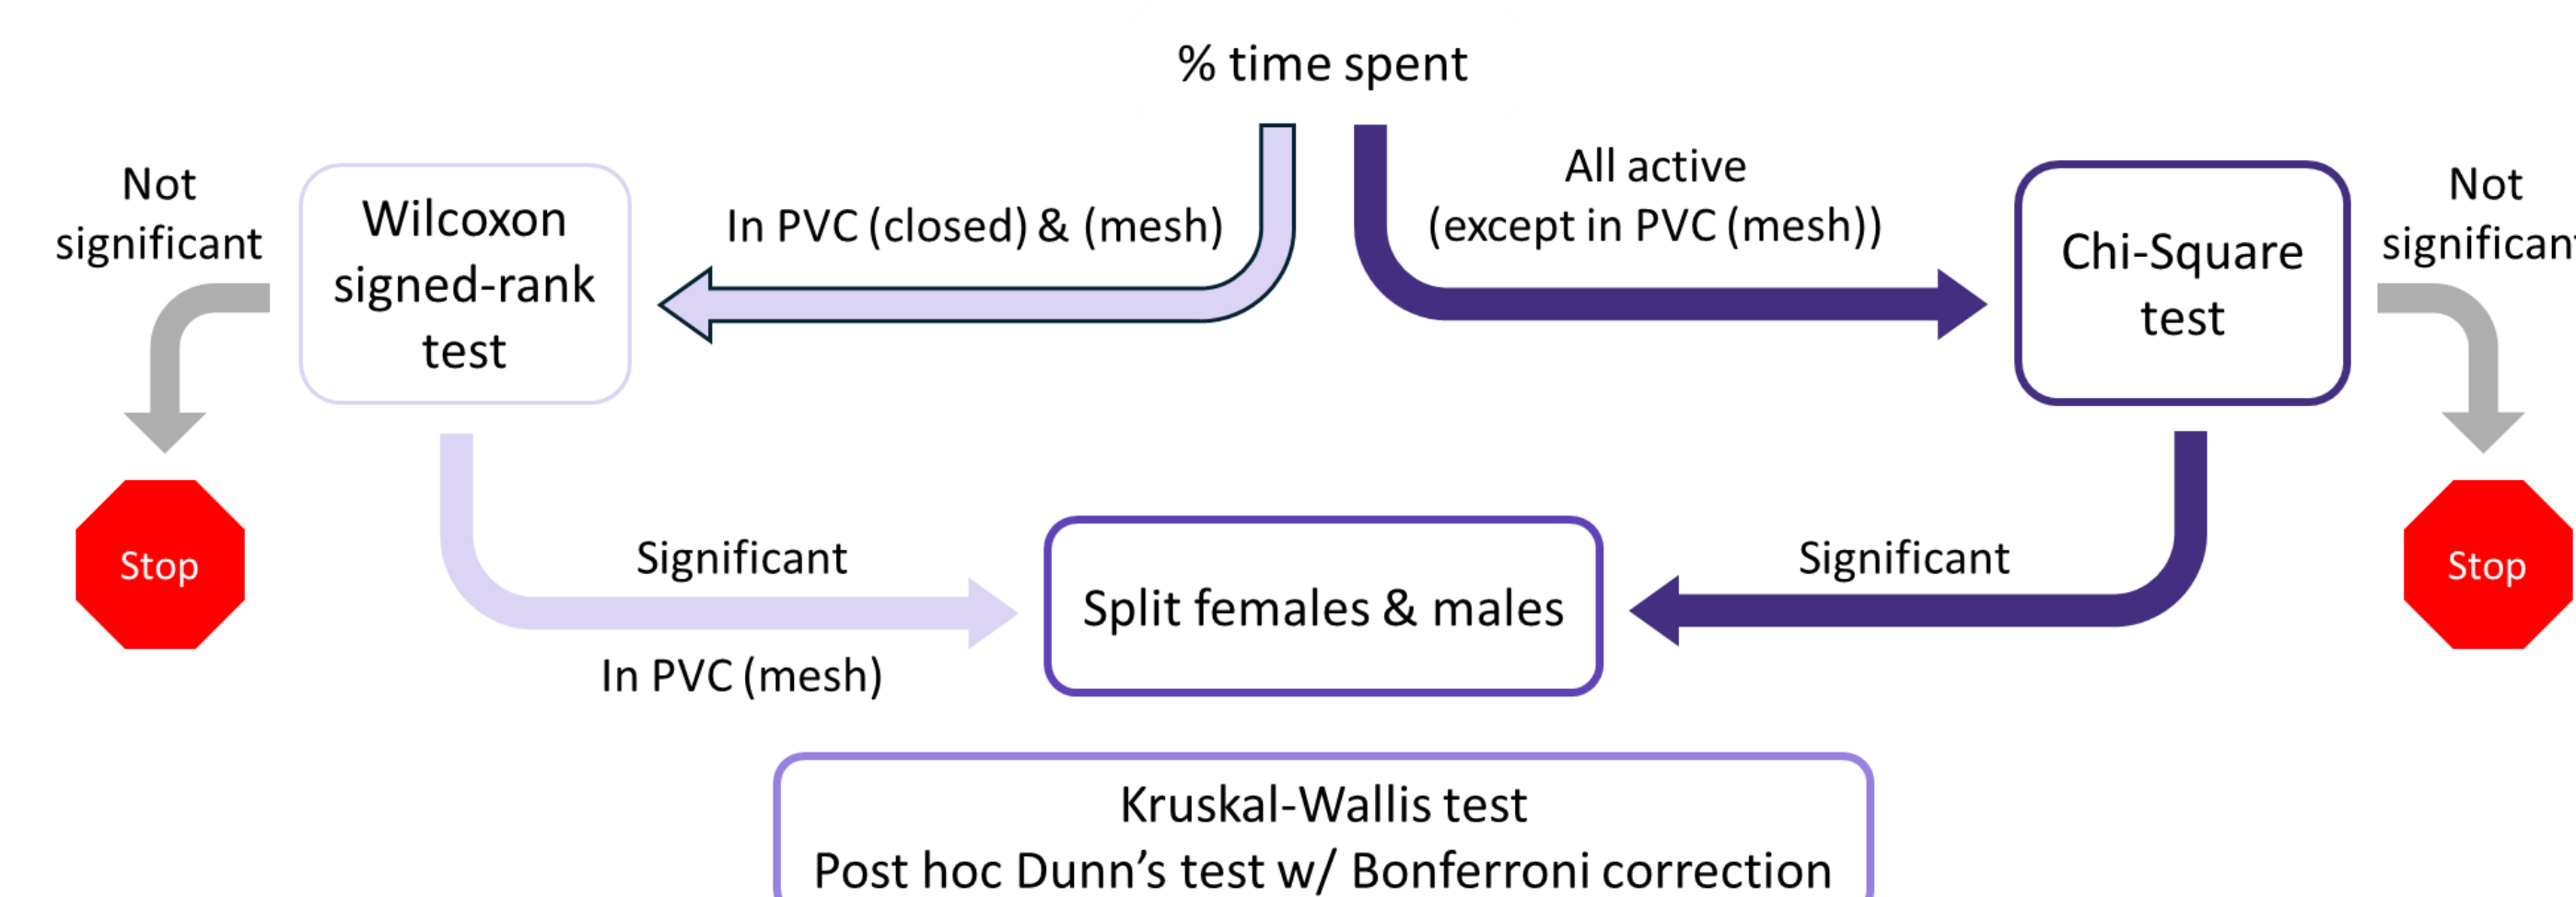 % time spent
Not
significant
Wilcoxon
signed-rank
test
In PVC (closed) & (mesh)
All active
(except in PVC (mesh))
Chi-Square
test
Not
significant
Stop
Significant
In PVC (mesh)
Split females & males
Significant
Stop
Kruskal-Wallis test
Post hoc Dunn's test w/ Bonferroni correction